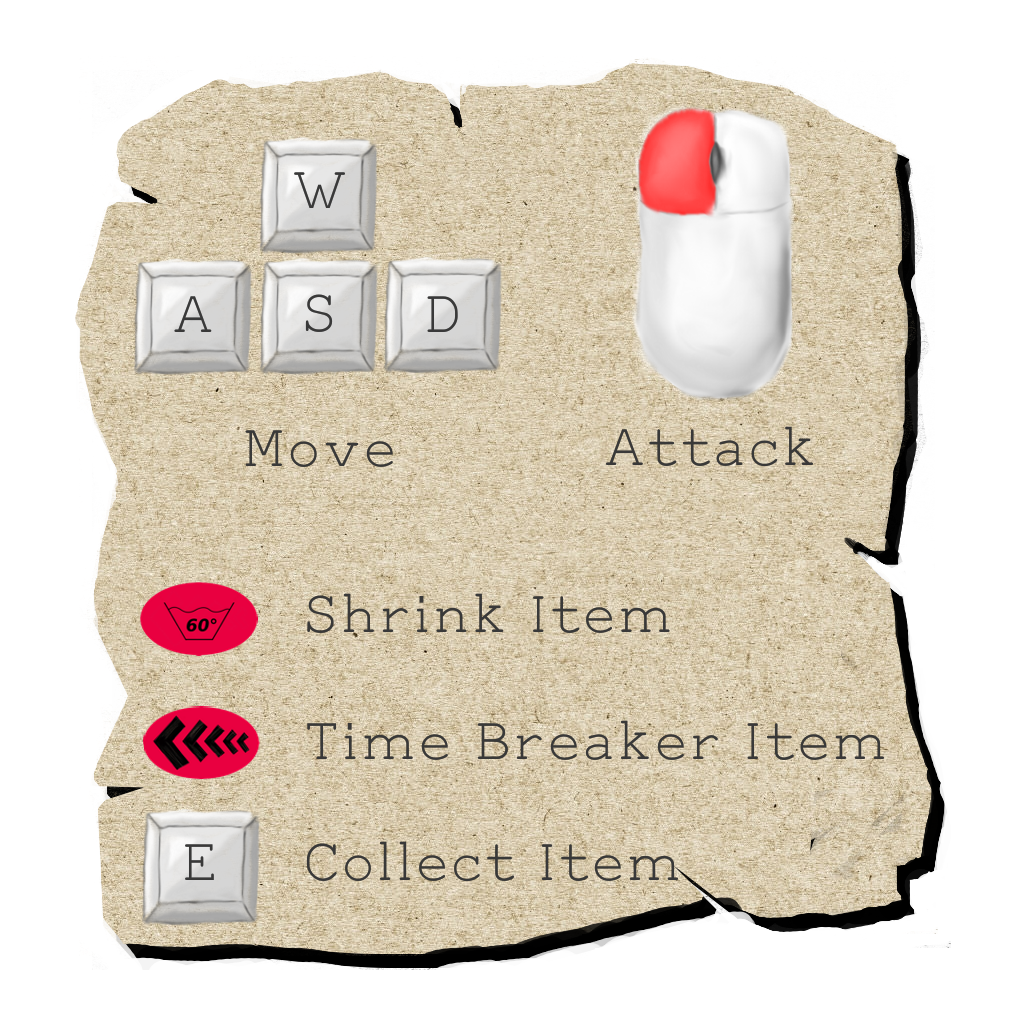 W
A S D
Move Attack
60° Shrink Item
Time Breaker Item
E Collect Item